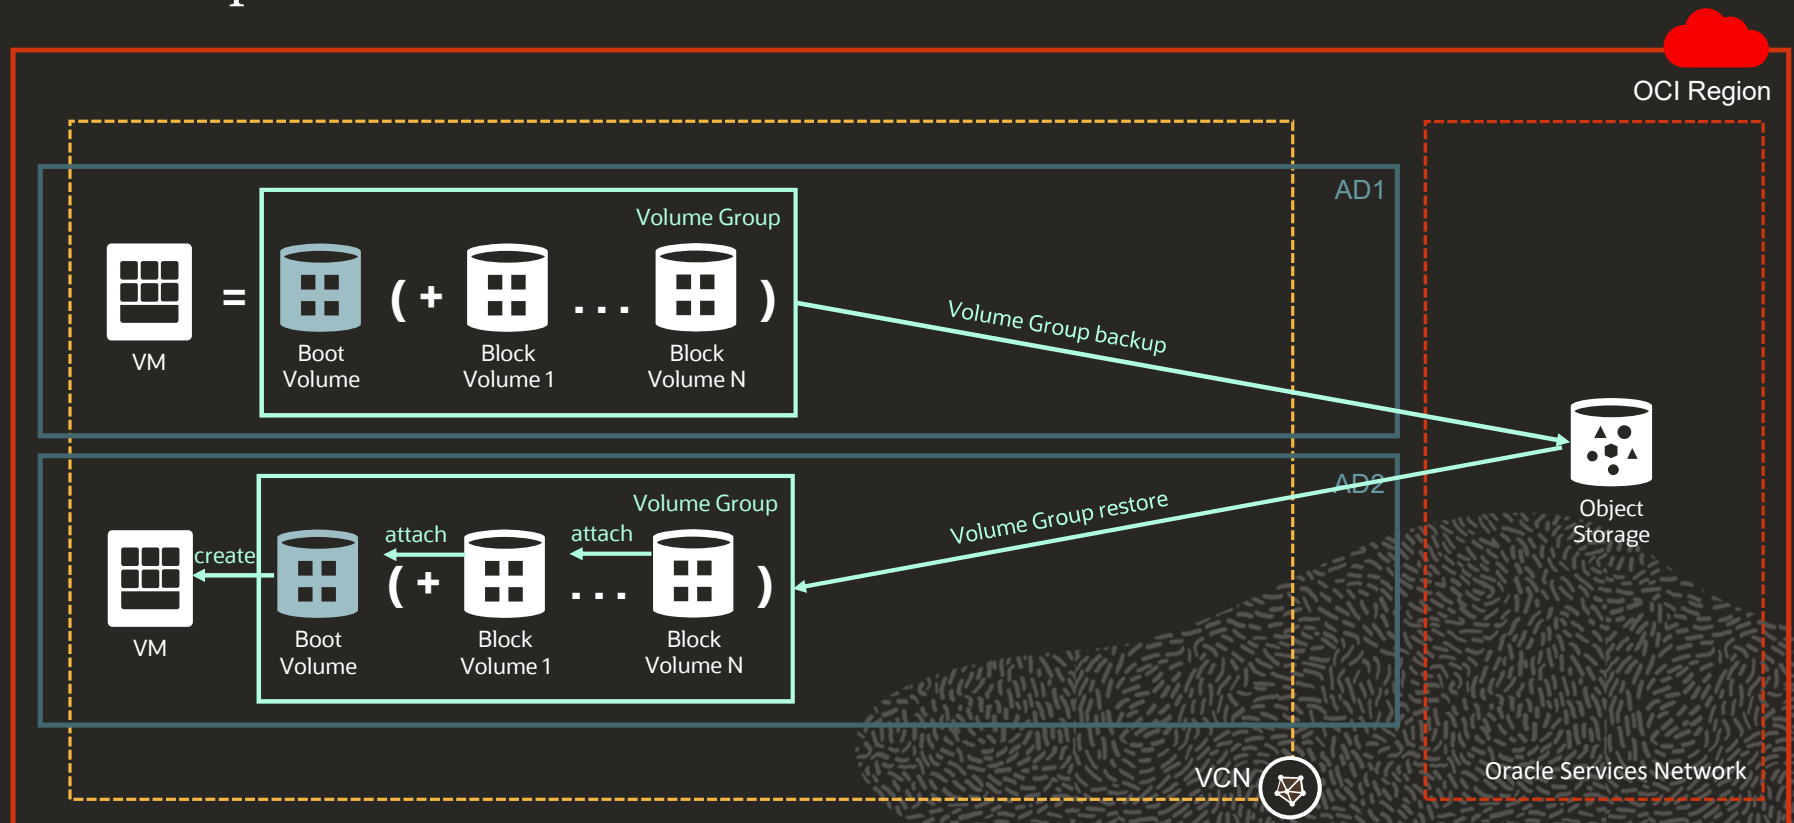 OCI Region
AD1
Volume Group
=
( +
. . .
)
VM
Boot
Volume
Block
Volume 1
Block
Volume N
Volume Group backup
AD2
Volume Group
Volume Group restore
create
attach
attach
( +
. . .
)
VM
Boot
Volume
Block
Volume 1
Block
Volume N
Object
Storage
VCN
Oracle Services Network